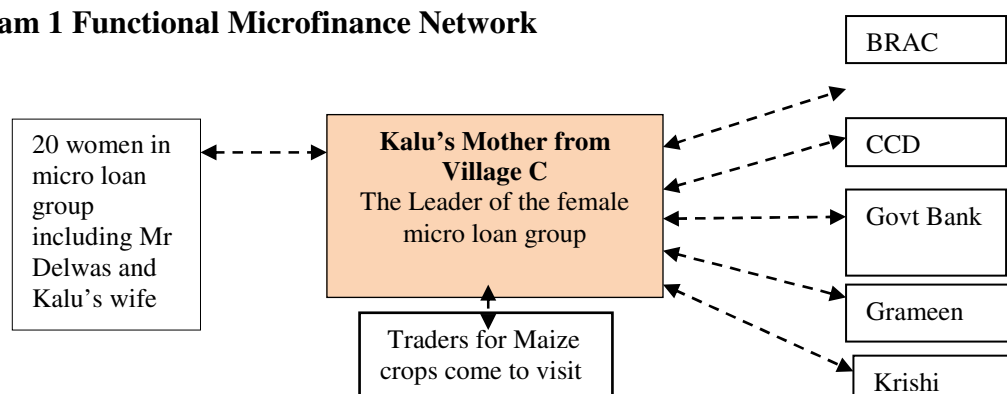 am 1 Functional Microfinance Network
BRAC
20 women in
micro loan
group
including Mr
Delwas and
Kalu's wife
Kalu's Mother from
Village C
The Leader of the female
micro loan group
CCD
Govt Bank
Grameen
Krishi
Traders for Maize
crops come to visit